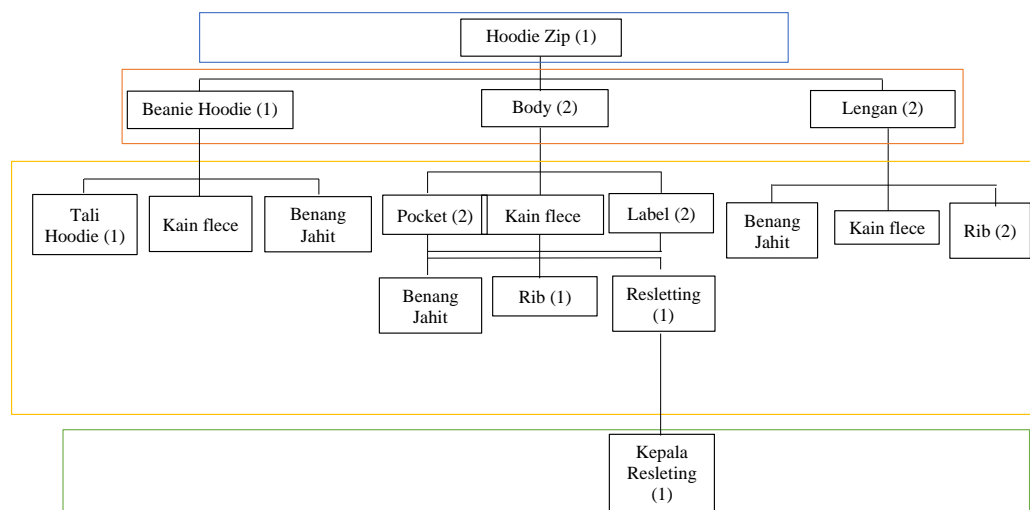 Hoodie Zip (1)
Beanie Hoodie (1)
Body (2)
Lengan (2)
Tali
Hoodie (1)
Kain flece
Benang
Jahit
Pocket (2)
Kain flece
Label (2)
Benang
Jahit
Kain flece
Rib (2)
Benang
Jahit
Rib (1)
Resletting
(1)
Kepala
Resleting
(1)